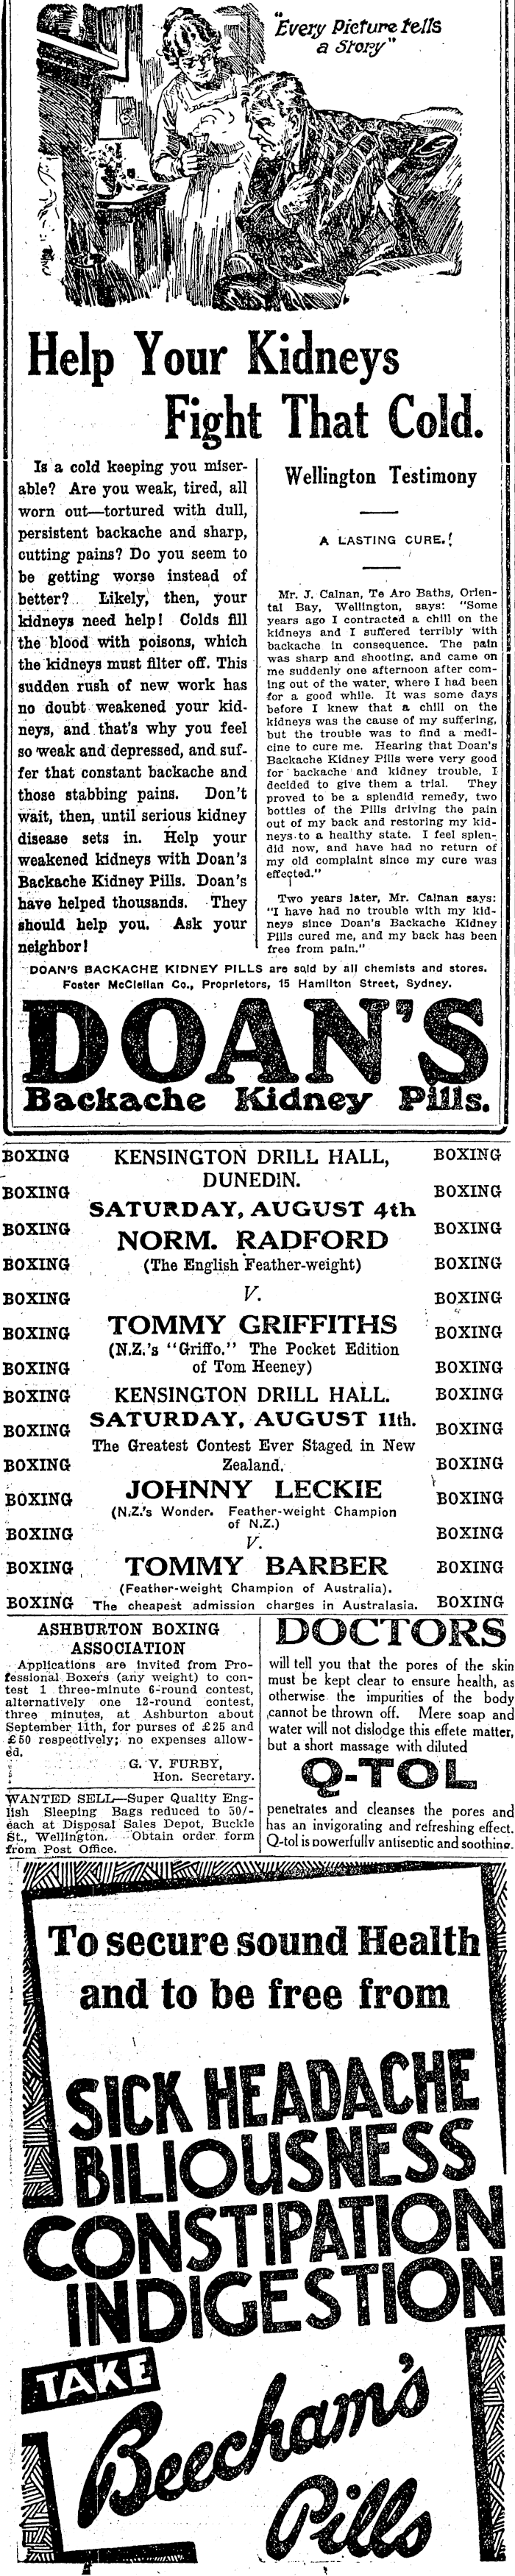 "Every Picture tells
a Story"
Help Your Kidneys
Fight That Cold.
Is a cold keeping you miser-
able? Are you weak, tired, all
worn out—tortured with dull,
persistent backache and sharp,
cutting pains? Do you seem to
be getting worse instead of
better? Likely, then, your
kidneys need help! Colds fill
the blood with poisons, which
the kidneys must filter off. This
sudden rush of new work has
no doubt weakened your kid-
neys, and that's why you feel
so weak and depressed, and suf-
fer that constant backache and
those stabbing pains. Don't
wait, then, until serious kidney
disease sets in. Help your
weakened kidneys with Doan's
Backache Kidney Pills. Doan's
have helped thousands. They
should help you. Ask your
neighbor!
Wellington Testimony
A LASTING CURE.!
Mr. J. Calnan, Te Aro Baths, Orien-
tal Bay, Wellington, says: "Some
years ago I contracted a chill on the
kidneys and I suffered terribly with
backache in consequence. The pain
was sharp and shooting, and came on
me suddenly one afternoon after com-
ing out of the water, where I had been
for a good while. It was some days
before I knew that a chill on the
kidneys was the cause of my suffering,
but the trouble was to find a medi-
cine to cure me. Hearing that Doan's
Backache Kidney Pills were very good
for backache and kidney trouble, I
decided to give them a trial. They
proved to be a splendid remedy, two
bottles of the Pills driving the pain
out of my back and restoring my kid-
neys to a healthy state. I feel splen-
did now, and have had no return of
my old complaint since my cure was
effected."
Two years later, Mr. Calnan says:
"I have had no trouble with my kid-
neys since Doan's Backache Kidney
Pills cured me, and my back has been
free from pain."
DOAN'S BACKACHE KIDNEY PILLS are sold by all chemists and stores.
Foster McClellan Co., Proprietors, 15 Hamilton Street, Sydney.
DOAN'S
Backache Kidney Pills.
BOXING KENSINGTON DRILL HALL, BOXING
DUNEDIN.
BOXING BOXING
SATURDAY, AUGUST 4th
BOXING NORM. RADFORD BOXING
BOXING (The English Feather-weight) BOXING
BOXING V. BOXING
BOXING TOMMY GRIFFITHS BOXING
(N.Z.'s "Griffo." The Pocket Edition
BOXING of Tom Heeney) BOXING
BOXING KENSINGTON DRILL HALL. BOXING
BOXING SATURDAY, AUGUST 11th. BOXING
The Greatest Contest Ever Staged in New
BOXING Zealand. BOXING
BOXING JOHNNY LECKIE BOXING
(N.Z.'s Wonder. Feather-weight Champion
of N.Z.)
BOXING V. BOXING
BOXING TOMMY BARBER BOXING
(Feather-weight Champion of Australia).
BOXING The cheapest admission charges in Australasia. BOXING
ASHBURTON BOXING
ASSOCIATION
Applications are invited from Pro-
fessional Boxers (any weight) to con-
test 1 three-minute 6-round contest,
alternatively one 12-round contest,
three minutes, at Ashburton about
September 11th, for purses of £25 and
£50 respectively; no expenses allow-
ed.
G. V. FURBY,
Hon. Secretary.
WANTED SELL—Super Quality Eng-
lish Sleeping Bags reduced to 50/-
each at Disposal Sales Depot, Buckle
St., Wellington. Obtain order form
from Post Office.
DOCTORS
will tell you that the pores of the skin
must be kept clear to ensure health, as
otherwise the impurities of the body
cannot be thrown off. Mere soap and
water will not dislodge this effete matter,
but a short massage with diluted
Q-TOL
penetrates and cleanses the pores and
has an invigorating and refreshing effect.
Q-tol is powerfully antiseptic and soothing.
To secure sound Health
and to be free from
SICK HEADACHE
BILIOUSNESS
CONSTIPATION
INDIGESTION
TAKE
Beecham's
Pills